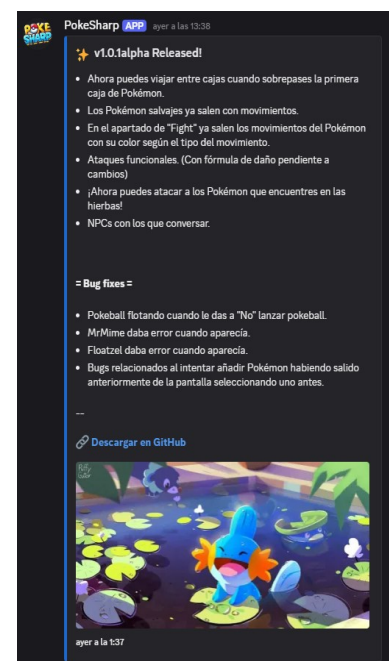 POKE
SHARP
PokeSharp APP ayer a las 13:38
v1.0.1alpha Released!
• Ahora puedes viajar entre cajas cuando sobrepases la primera
caja de Pokémon.
• Los Pokémon salvajes ya salen con movimientos.
• En el apartado de "Fight" ya salen los movimientos del Pokémon
con su color según el tipo del movimiento.
• Ataques funcionales. (Con fórmula de daño pendiente a
cambios)
• ¡Ahora puedes atacar a los Pokémon que encuentres en las
hierbas!
• NPCs con los que conversar.
= Bug fixes =
• Pokeball flotando cuando le das a "No" lanzar pokeball.
• MrMime daba error cuando aparecía.
• Floatzel daba error cuando aparecía.
• Bugs relacionados al intentar añadir Pokémon habiendo salido
anteriormente de la pantalla seleccionando uno antes.
--
Descargar en GitHub
ayer a la 1:37